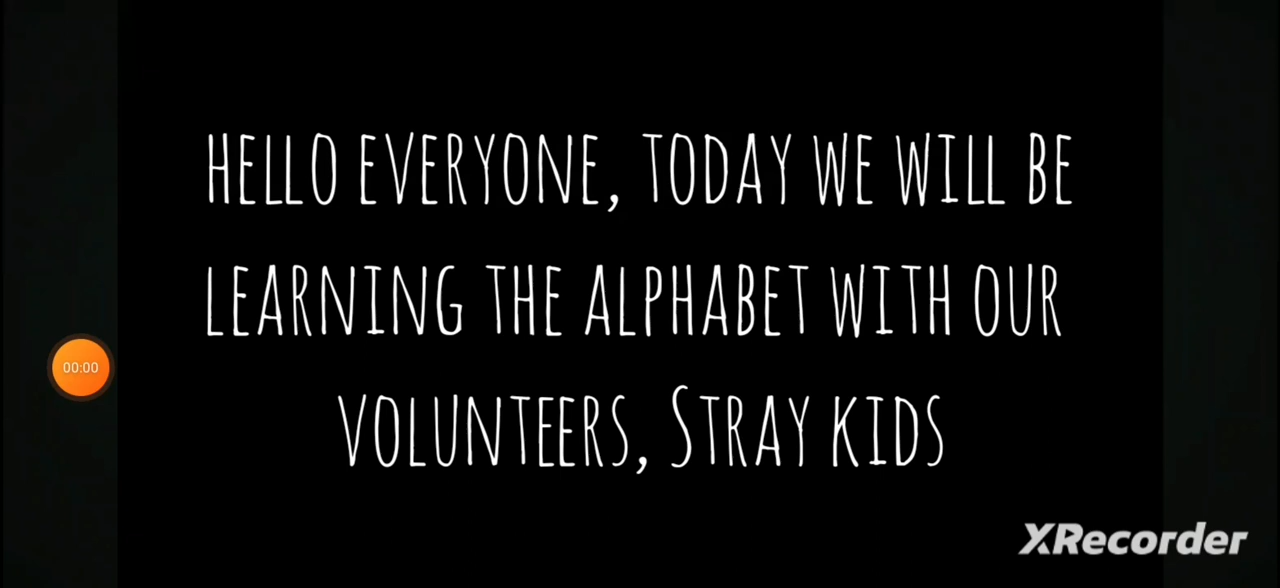 HELLO EVERYONE, TODAY WE WILL BE
LEARNING THE ALPHABET WITH OUR
00:00
VOLUNTEERS, STRAY KIDS
XRecorder